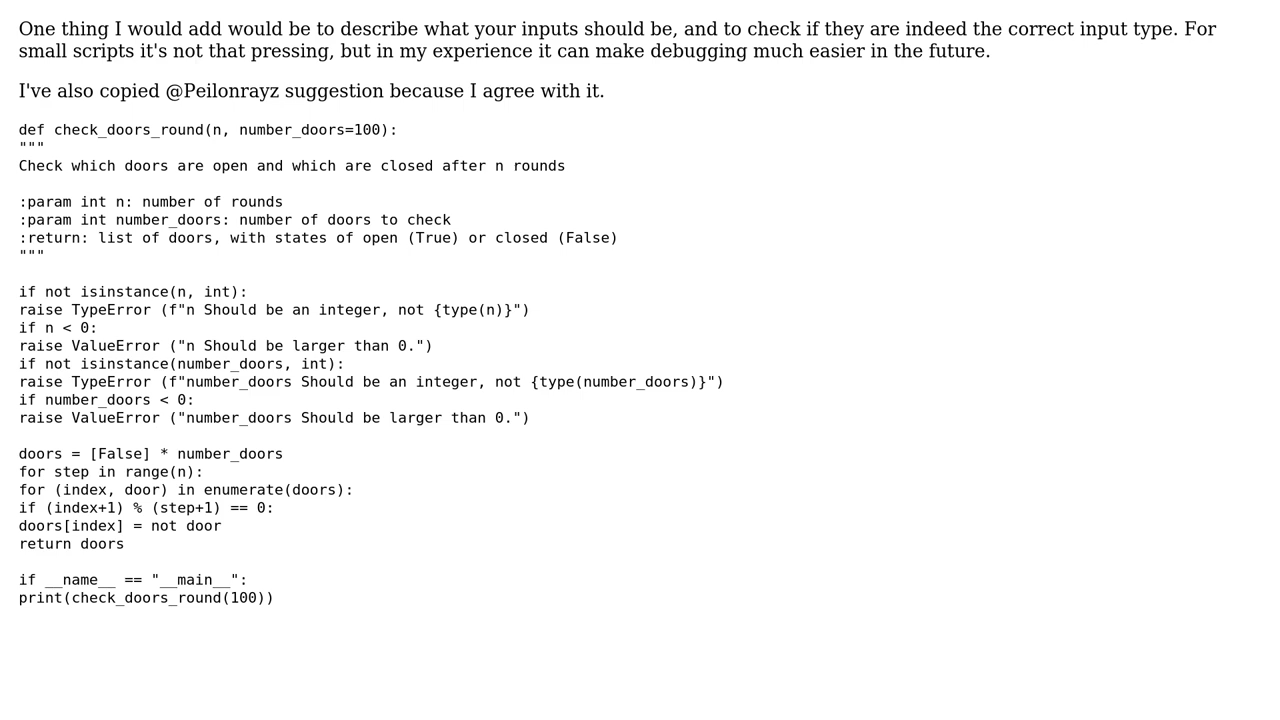 One thing I would add would be to describe what your inputs should be, and to check if they are indeed the correct input type. For
small scripts it's not that pressing, but in my experience it can make debugging much easier in the future.
I've also copied @Peilonrayz suggestion because I agree with it.
def check_doors_round(n, number_doors=100):
"""
Check which doors are open and which are closed after n rounds
:param int n: number of rounds
:param int number_doors: number of doors to check
:return: list of doors, with states of open (True) or closed (False)
"""
if not isinstance(n, int):
raise TypeError (f"n Should be an integer, not {type(n)}")
if n < 0:
raise ValueError ("n Should be larger than 0.")
if not isinstance(number_doors, int):
raise TypeError (f"number_doors Should be an integer, not {type(number_doors)}")
if number_doors < 0:
raise ValueError ("number_doors Should be larger than 0.")
doors = [False] * number_doors
for step in range(n):
for (index, door) in enumerate(doors):
if (index+1) % (step+1) == 0:
doors[index] = not door
return doors
if __name__ == "__main__":
print(check_doors_round(100))